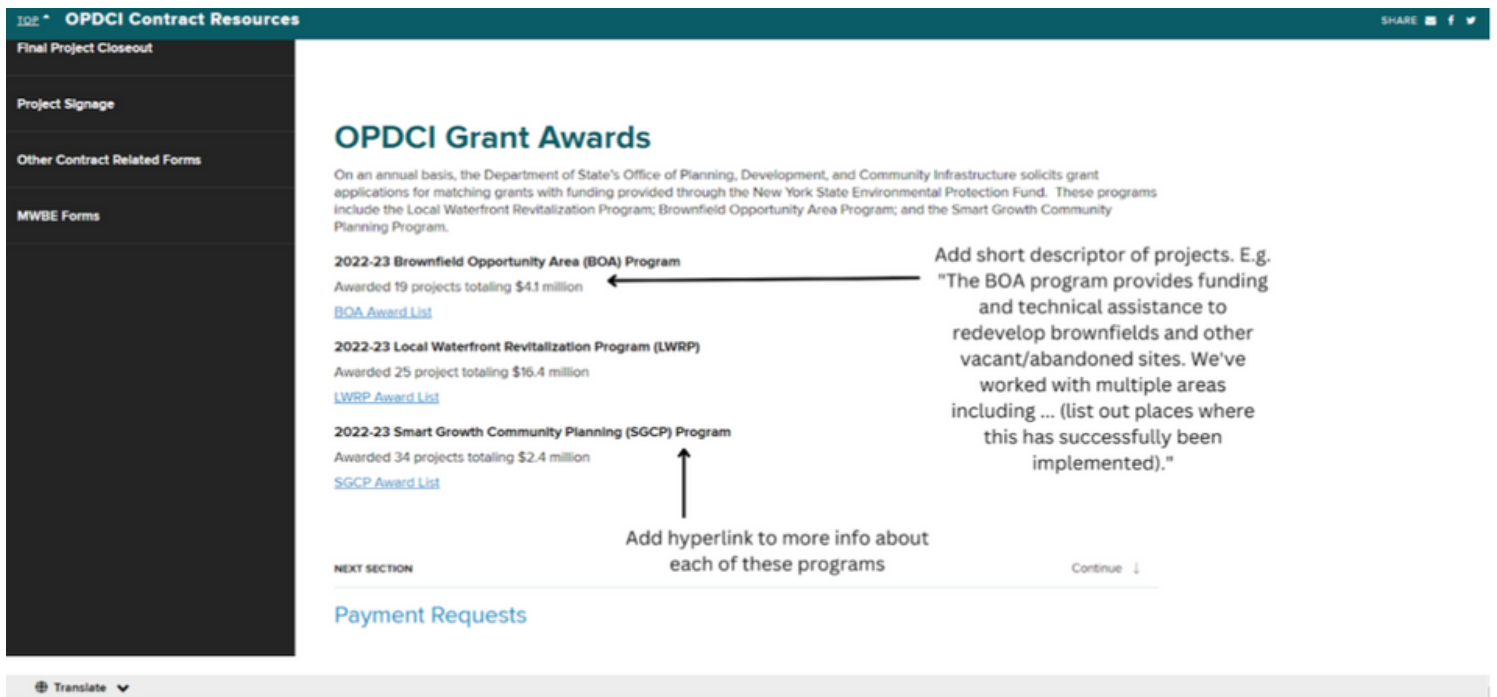 TOP OPDCI Contract Resources
SHARE
Final Project Closeout
Project Signage
Other Contract Related Forms
MWBE Forms
OPDCI Grant Awards
On an annual basis, the Department of State's Office of Planning, Development, and Community Infrastructure solicits grant
applications for matching grants with funding provided through the New York State Environmental Protection Fund. These programs
include the Local Waterfront Revitalization Program; Brownfield Opportunity Area Program; and the Smart Growth Community
Planning Program.
2022-23 Brownfield Opportunity Area (BOA) Program
Awarded 19 projects totaling $4.1 million
BOA Award List
2022-23 Local Waterfront Revitalization Program (LWRP)
Awarded 25 project totaling $16.4 million
LWRP Award List
2022-23 Smart Growth Community Planning (SGCP) Program
Awarded 34 projects totaling $2.4 million
SGCP Award List
Add short descriptor of projects. E.g.
"The BOA program provides funding
and technical assistance to
redevelop brownfields and other
vacant/abandoned sites. We've
worked with multiple areas
including ... (list out places where
this has successfully been
implemented)."
Add hyperlink to more info about
each of these programs
NEXT SECTION
Continue ↓
Payment Requests
Translate